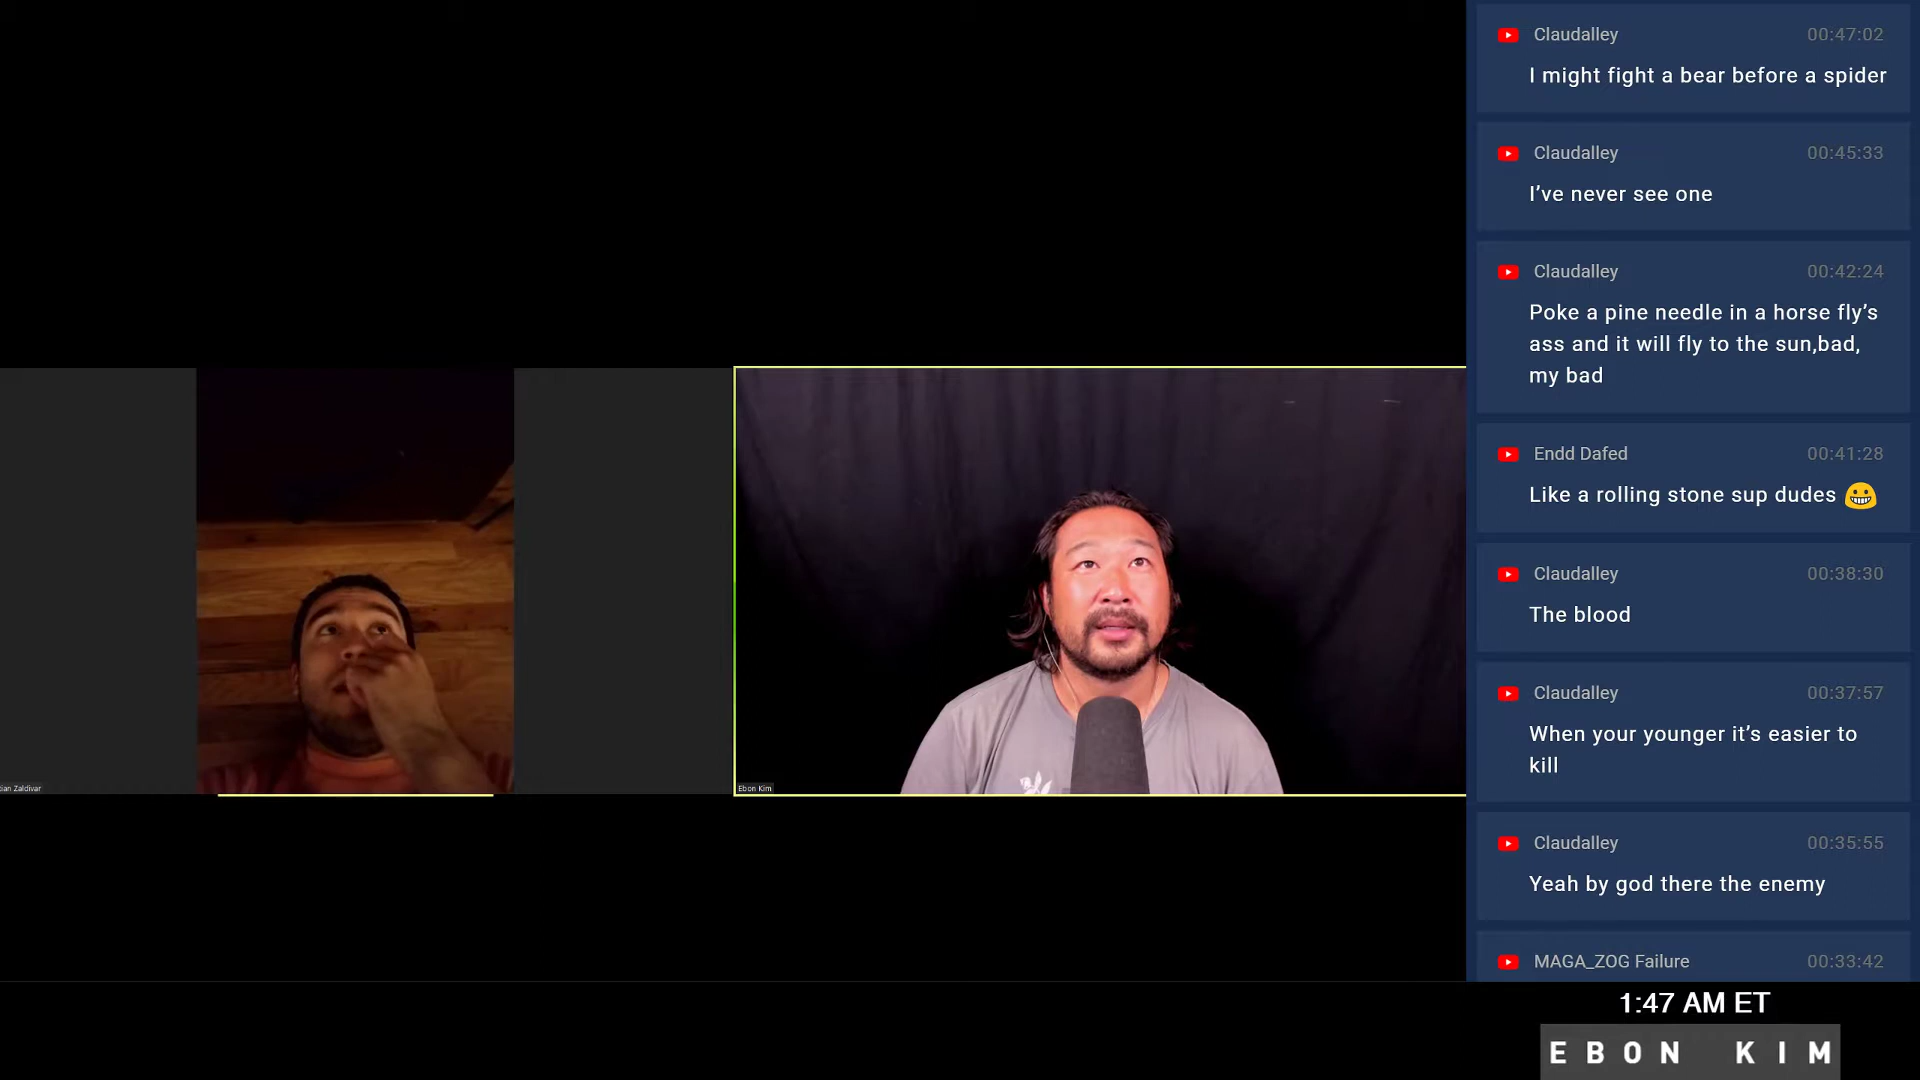 Claudalley 00:47:02
I might fight a bear before a spider
Claudalley 00:45:33
I’ve never see one
Claudalley 00:42:24
Poke a pine needle in a horse fly’s
ass and it will fly to the sun,bad,
my bad
Endd Dafed 00:41:28
Like a rolling stone sup dudes 😀
Claudalley 00:38:30
The blood
Claudalley 00:37:57
When your younger it’s easier to
kill
Claudalley 00:35:55
Yeah by god there the enemy
MAGA_ZOG Failure 00:33:42
Zaldivar
Ebon Kim
1:47 AM ET
EBON KIM